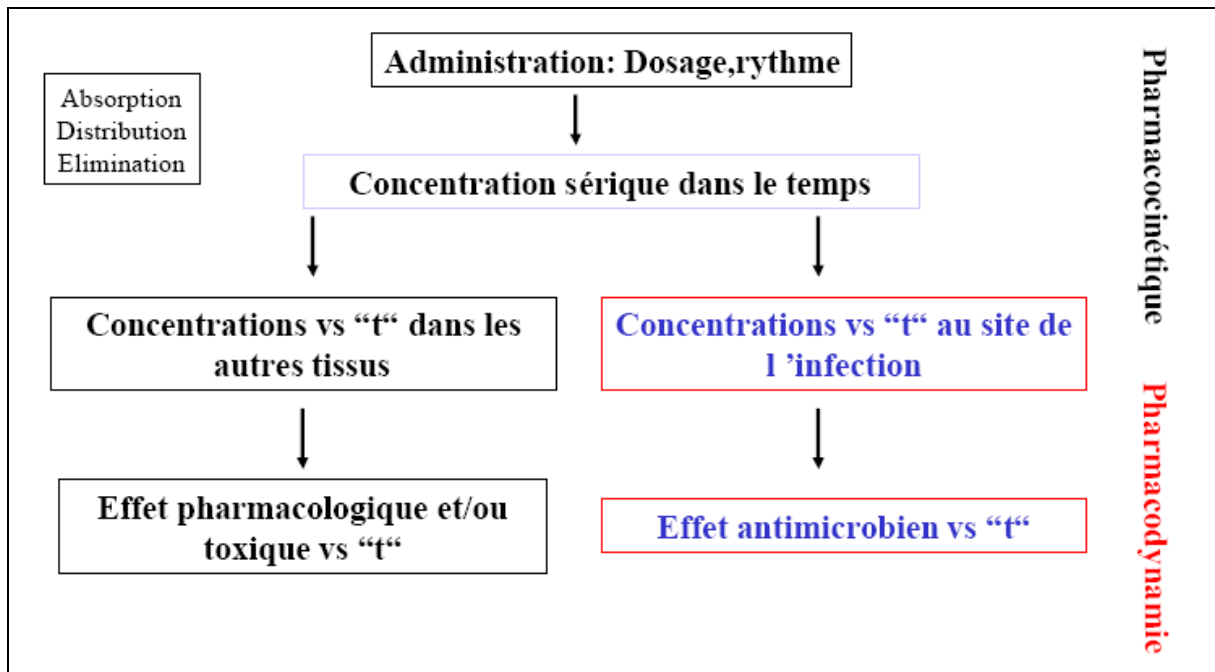 Administration: Dosage,rythme
Absorption
Distribution
Elimination
Concentration sérique dans le temps
Concentrations vs “t“ dans les
autres tissus
Concentrations vs “t“ au site de
l ’infection
Effet pharmacologique et/ou
toxique vs “t“
Effet antimicrobien vs “t“
Pharmacocinétique
Pharmacodynamie